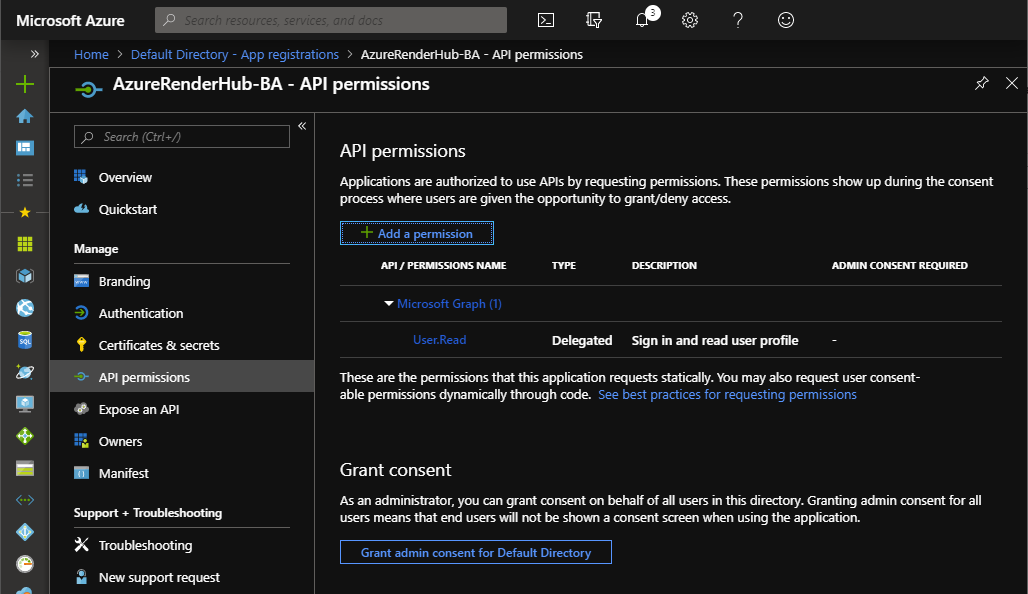 Microsoft Azure
Search resources, services, and docs
3
Home > Default Directory - App registrations > AzureRenderHub-BA - API permissions
AzureRenderHub-BA - API permissions
Search (Ctrl+/)
Overview
Quickstart
Manage
Branding
Authentication
Certificates & secrets
API permissions
Expose an API
Owners
Manifest
Support + Troubleshooting
Troubleshooting
New support request
API permissions
Applications are authorized to use APIs by requesting permissions. These permissions show up during the consent
process where users are given the opportunity to grant/deny access.
Add a permission
API / PERMISSIONS NAME TYPE DESCRIPTION ADMIN CONSENT REQUIRED
Microsoft Graph (1)
User.Read Delegated Sign in and read user profile -
These are the permissions that this application requests statically. You may also request user consent-
able permissions dynamically through code. See best practices for requesting permissions
Grant consent
As an administrator, you can grant consent on behalf of all users in this directory. Granting admin consent for all
users means that end users will not be shown a consent screen when using the application.
Grant admin consent for Default Directory